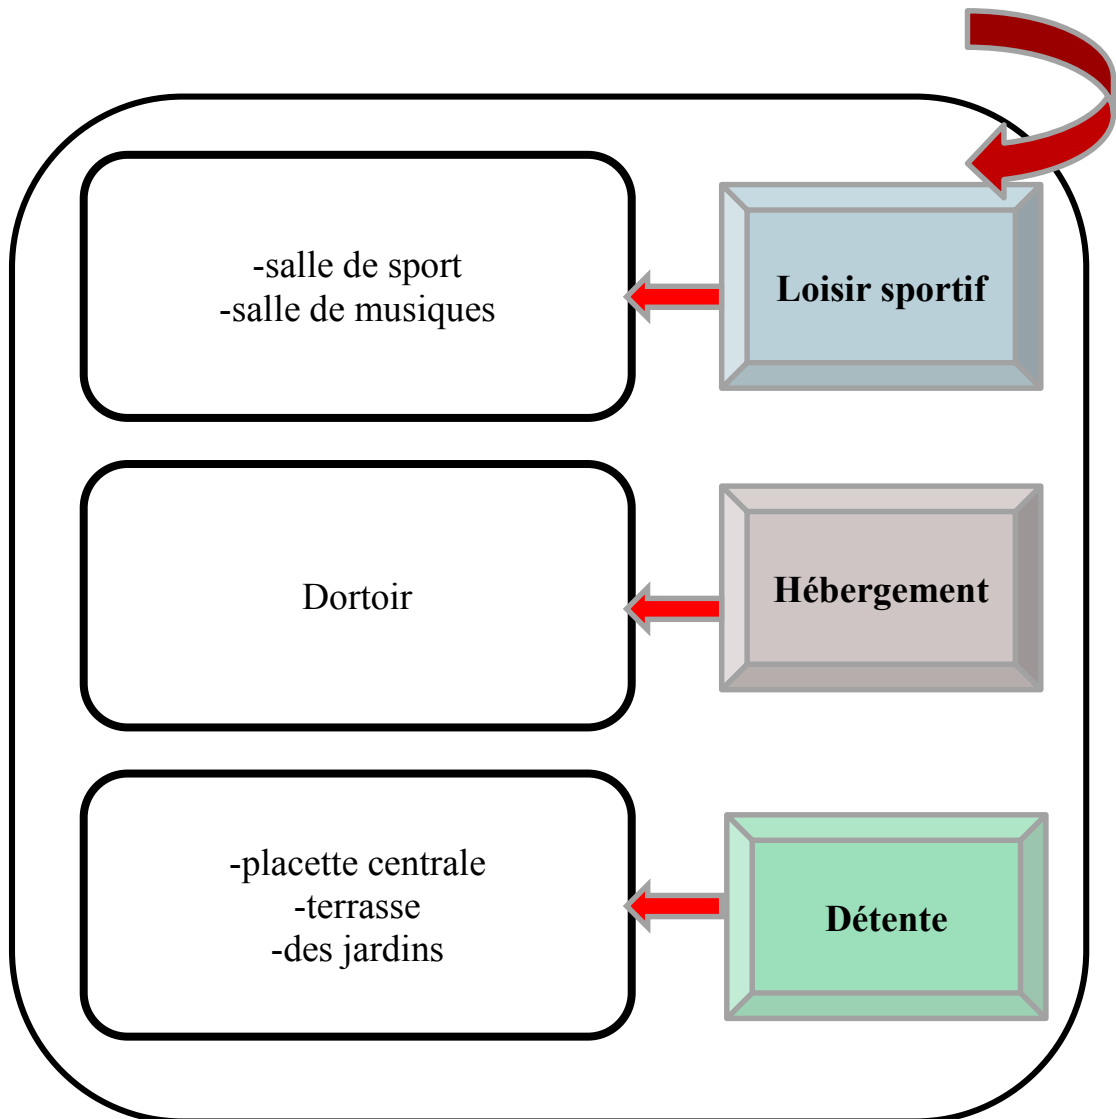 -salle de sport
-salle de musiques
Loisir sportif
Dortoir
Hébergement
-placette centrale
-terrasse
-des jardins
Détente